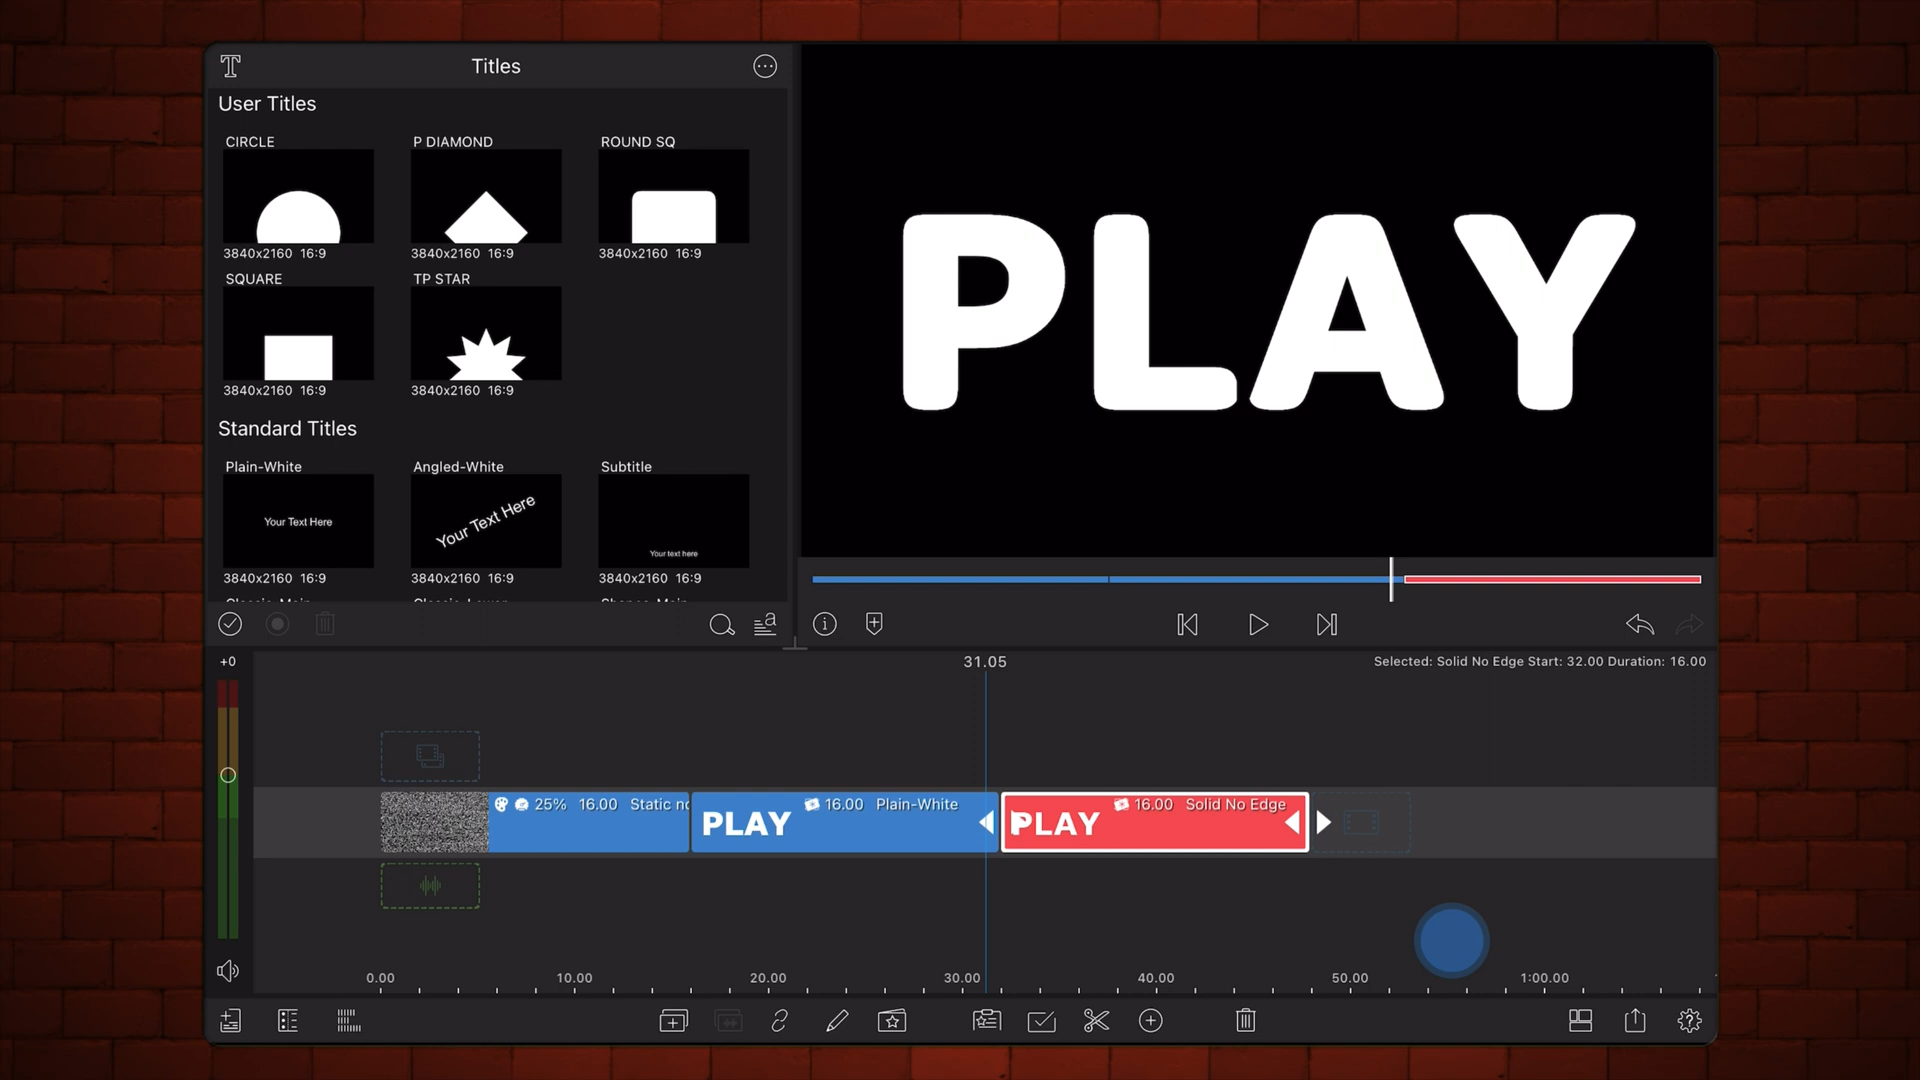 Titles
User Titles
CIRCLE
P DIAMOND
ROUND SQ
3840x2160 16:9
3840x2160 16:9
3840x2160 16:9
SQUARE
TP STAR
3840x2160 16:9
3840x2160 16:9
Standard Titles
Plain-White
Angled-White
Subtitle
Your Text Here
Your Text Here
Your text here
3840x2160 16:9
3840x2160 16:9
3840x2160 16:9
PLAY
+0
31.05
Selected: Solid No Edge Start: 32.00 Duration: 16.00
25% 16.00 Static
PLAY 16.00 Plain-White
PLAY 16.00 Solid No Edge
0.00 10.00 20.00 30.00 40.00 50.00 1:00.00